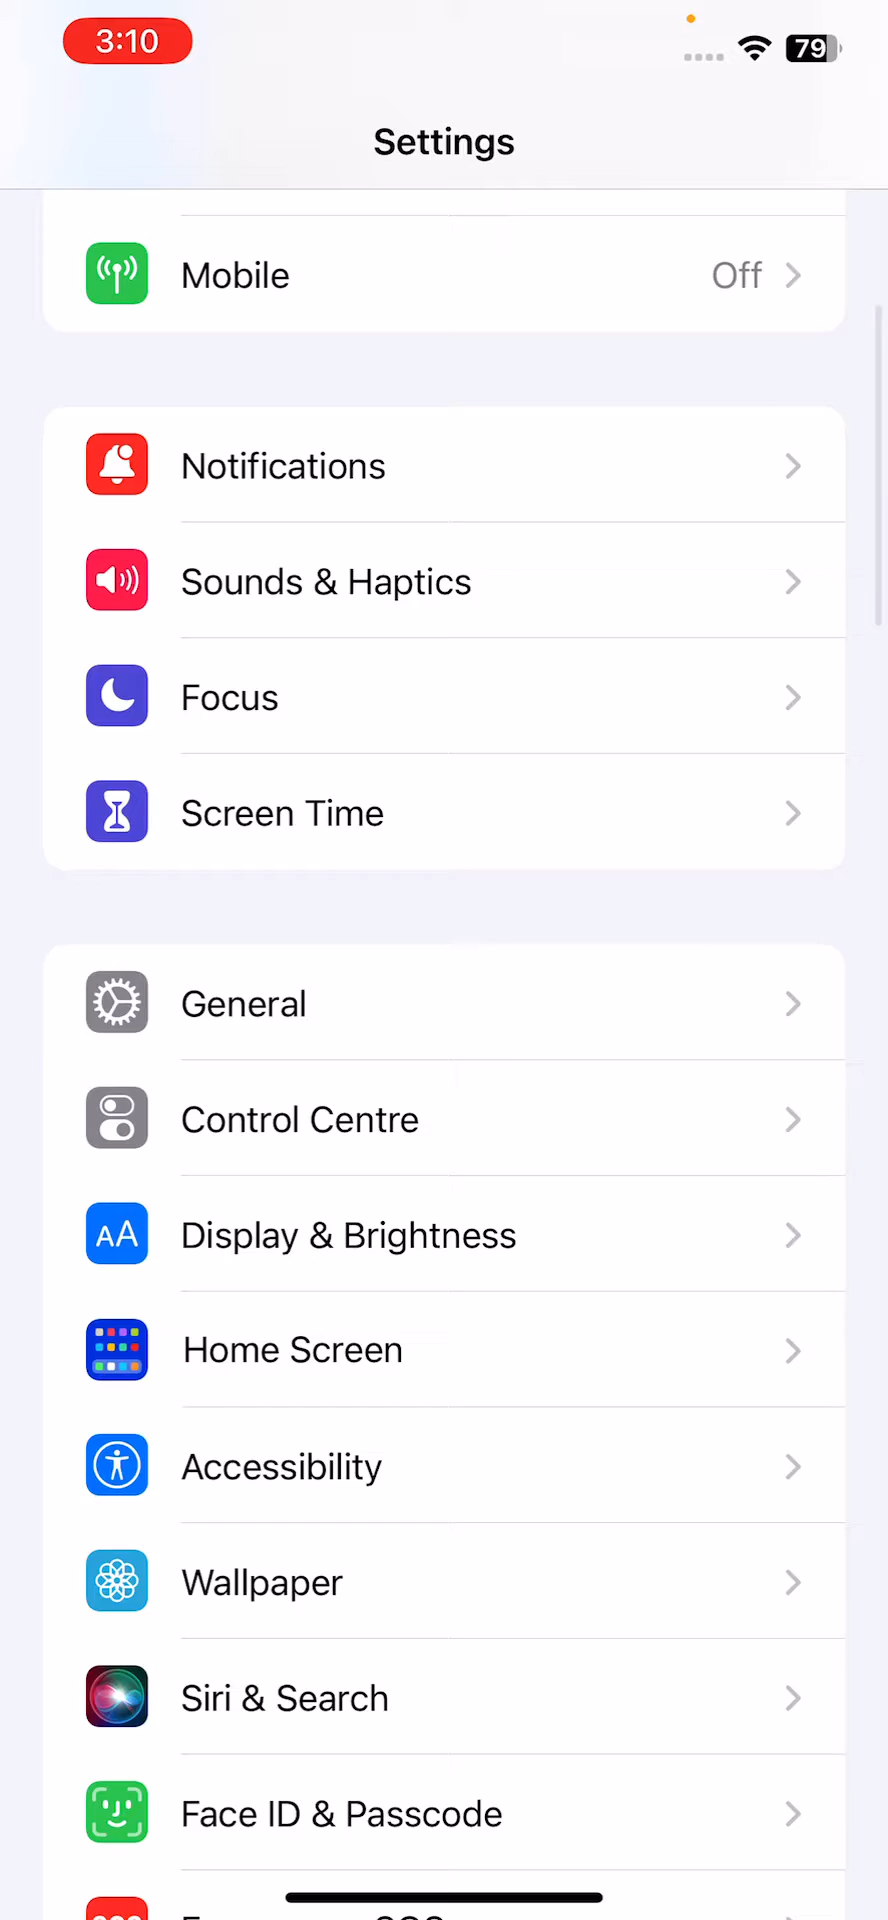 3:10
79
Settings
Mobile
Off
Notifications
Sounds & Haptics
Focus
Screen Time
General
Control Centre
AA Display & Brightness
Home Screen
Accessibility
Wallpaper
Siri & Search
Face ID & Passcode